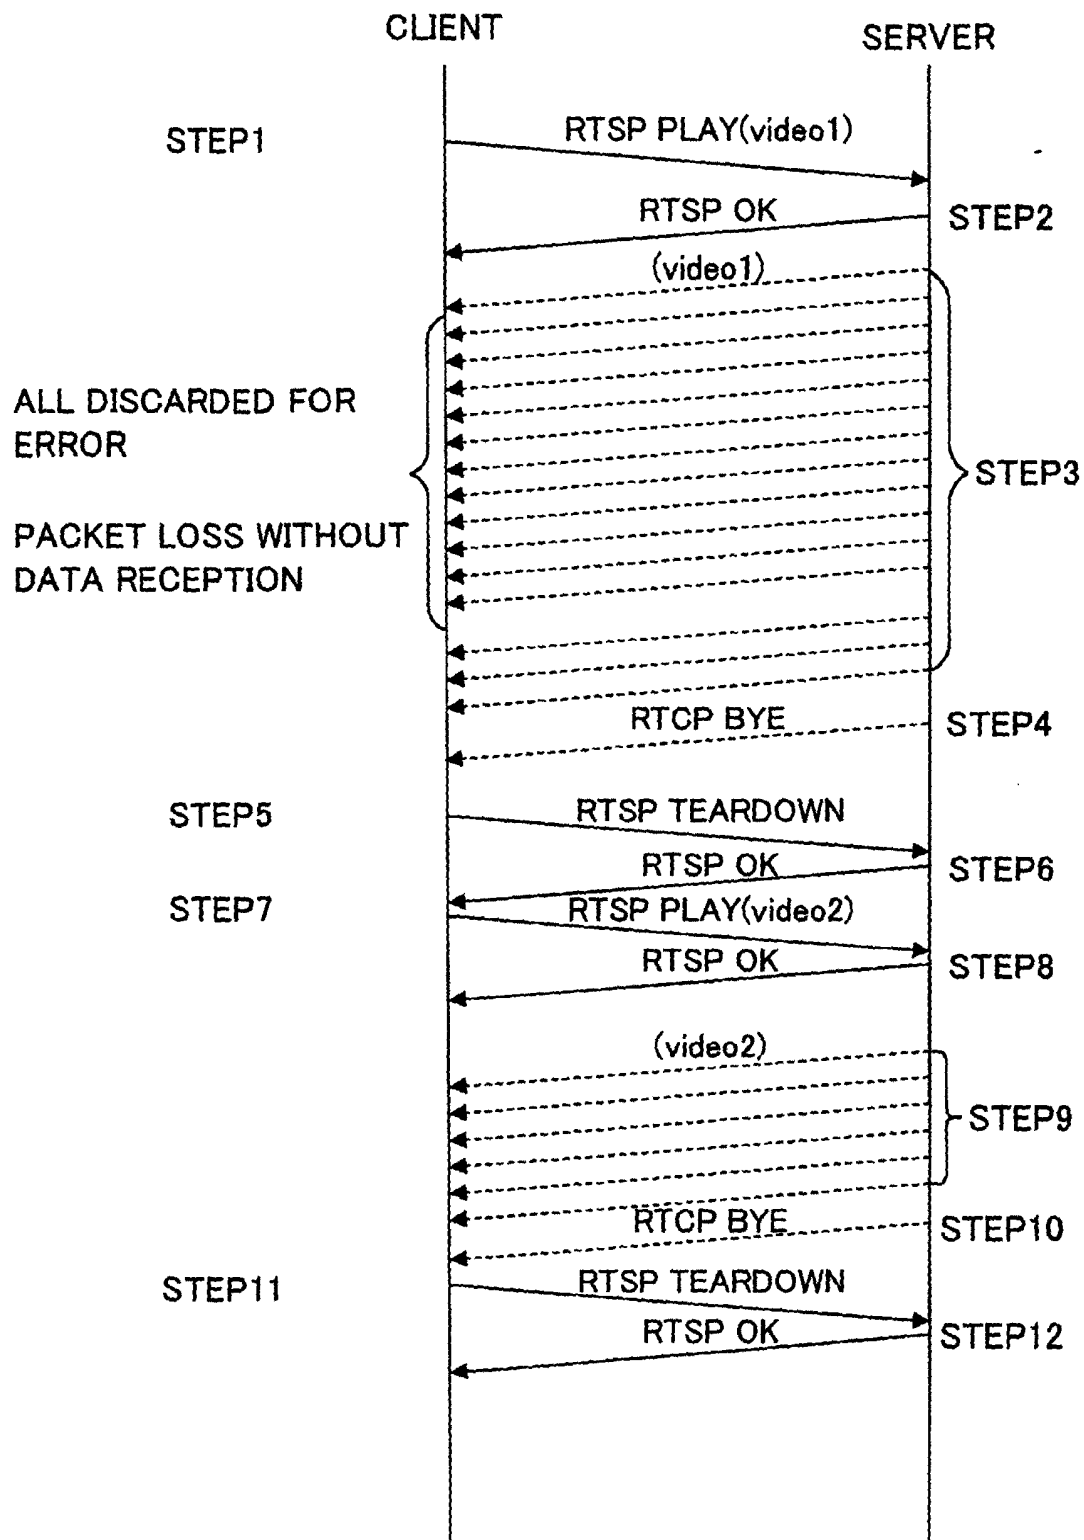 CLIENT
SERVER
STEP1
RTSP PLAY(video1)
RTSP OK
STEP2
(video1)
ALL DISCARDED FOR
ERROR
STEP3
PACKET LOSS WITHOUT
DATA RECEPTION
RTCP BYE
STEP4
STEP5
RTSP TEARDOWN
RTSP OK
STEP6
STEP7
RTSP PLAY(video2)
RTSP OK
STEP8
(video2)
STEP9
RTCP BYE
STEP10
STEP11
RTSP TEARDOWN
RTSP OK
STEP12